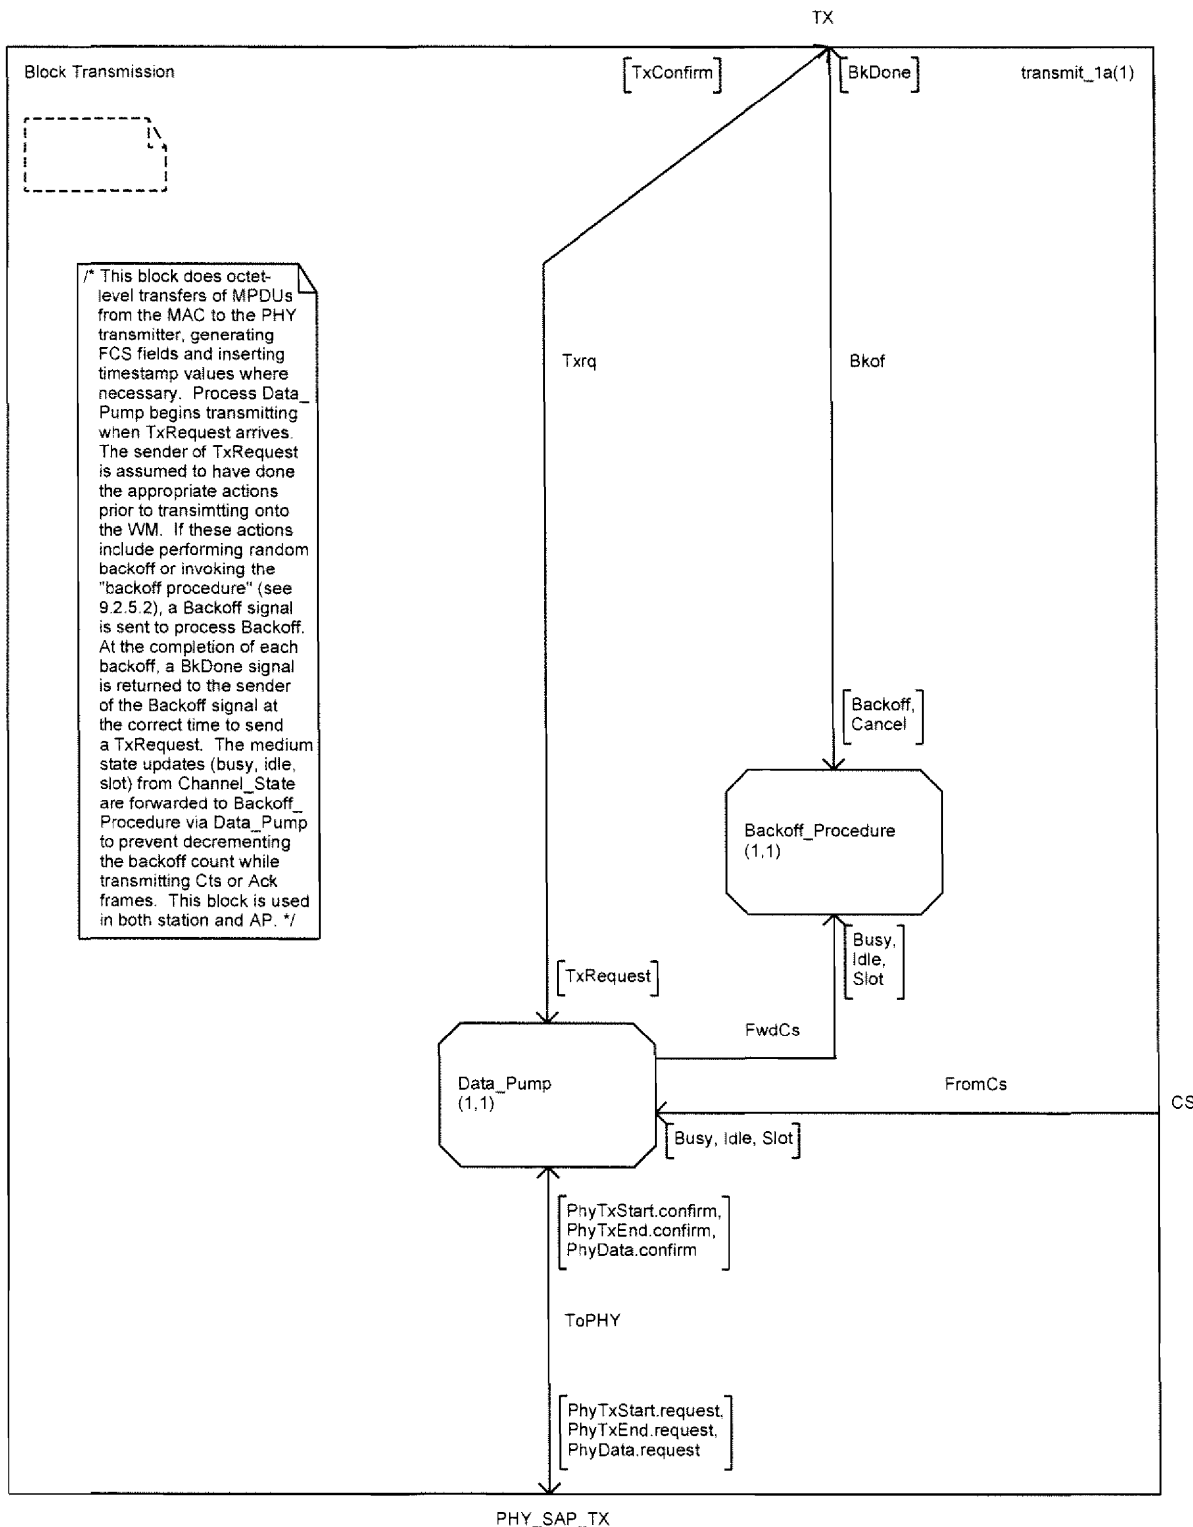 TX
Block Transmission
[TxConfirm]
[BkDone]
transmit_1a(1)
/* This block does octet-
level transfers of MPDUs
from the MAC to the PHY
transmitter, generating
FCS fields and inserting
timestamp values where
necessary. Process Data_
Pump begins transmitting
when TxRequest arrives.
The sender of TxRequest
is assumed to have done
the appropriate actions
prior to transimtting onto
the WM. If these actions
include performing random
backoff or invoking the
"backoff procedure" (see
9.2.5.2), a Backoff signal
is sent to process Backoff.
At the completion of each
backoff, a BkDone signal
is returned to the sender
of the Backoff signal at
the correct time to send
a TxRequest. The medium
state updates (busy, idle,
slot) from Channel_State
are forwarded to Backoff_
Procedure via Data_Pump
to prevent decrementing
the backoff count while
transmitting Cts or Ack
frames. This block is used
in both station and AP. */
Txrq
Bkof
[Backoff,
Cancel]
Backoff_Procedure
(1,1)
[Busy,
Idle,
Slot]
[TxRequest]
FwdCs
Data_Pump
(1,1)
FromCs
CS
[Busy, Idle, Slot]
[PhyTxStart.confirm,
PhyTxEnd.confirm,
PhyData.confirm]
ToPHY
[PhyTxStart.request,
PhyTxEnd.request,
PhyData.request]
PHY_SAP_TX